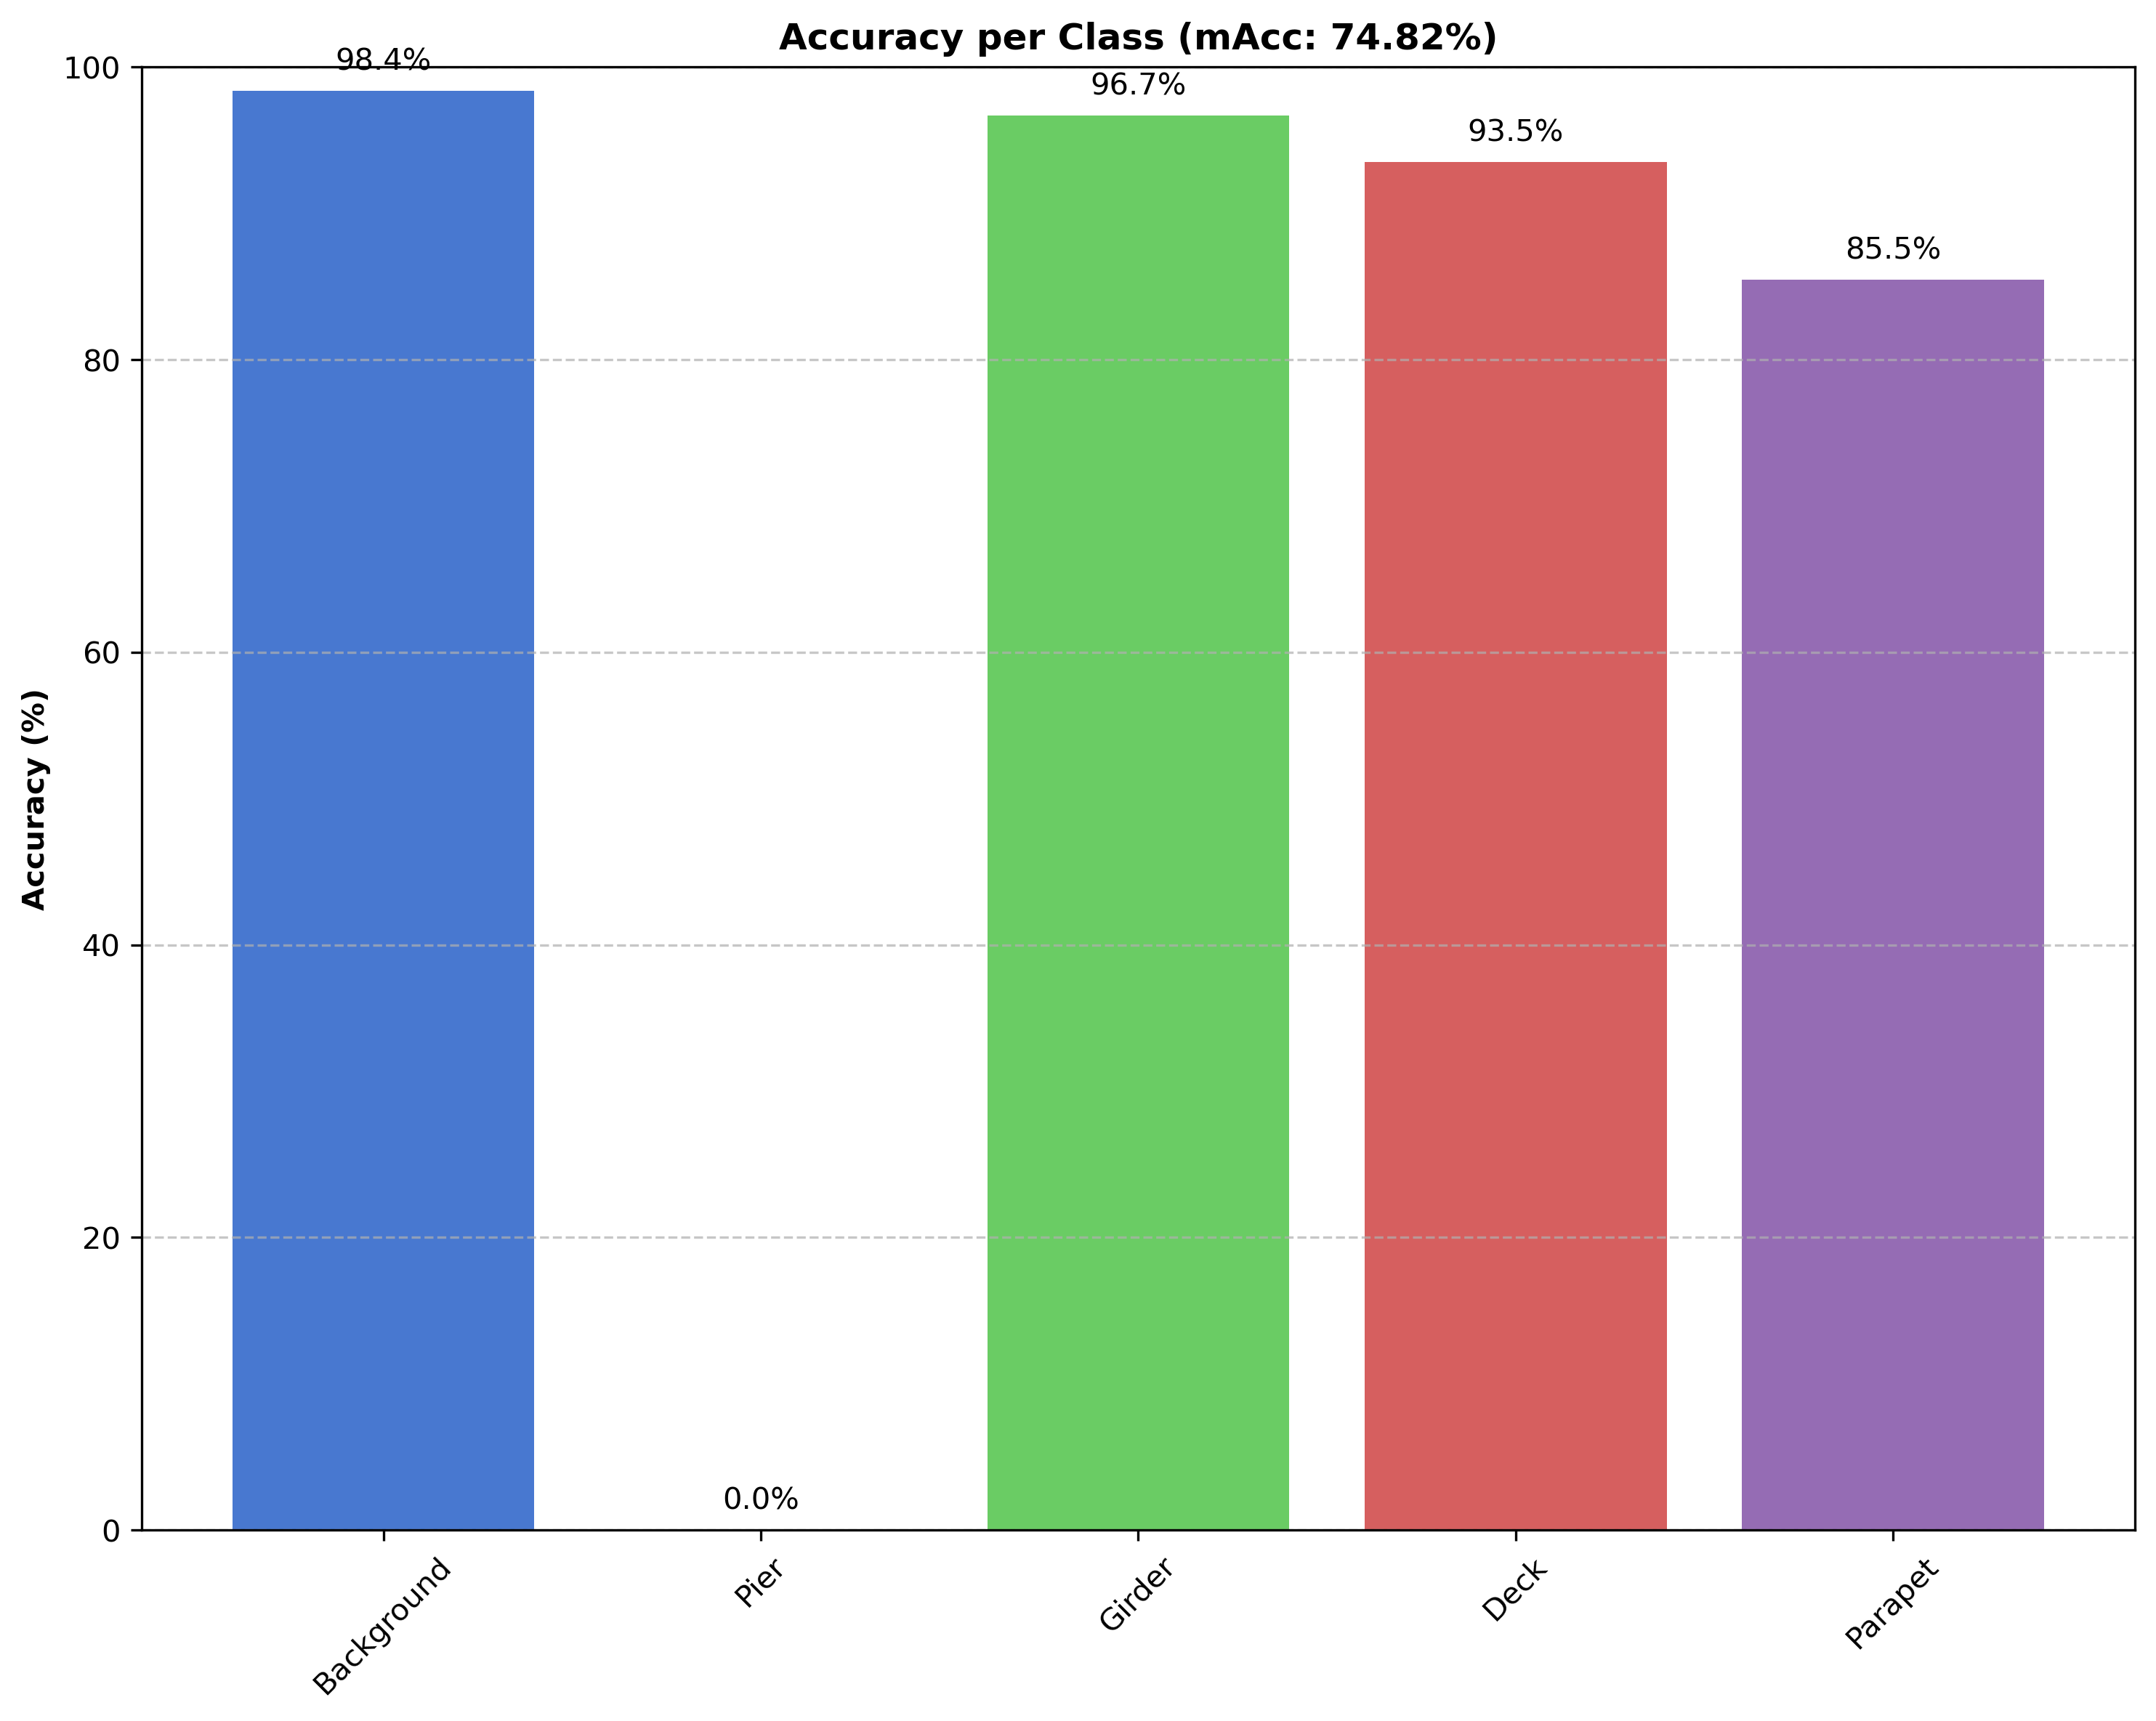 Accuracy per Class (mAcc: 74.82%)
98.4%
0.0%
96.7%
93.5%
85.5%
Accuracy (%)
100
80
60
40
20
0
Background
Pier
Girder
Deck
Parapet